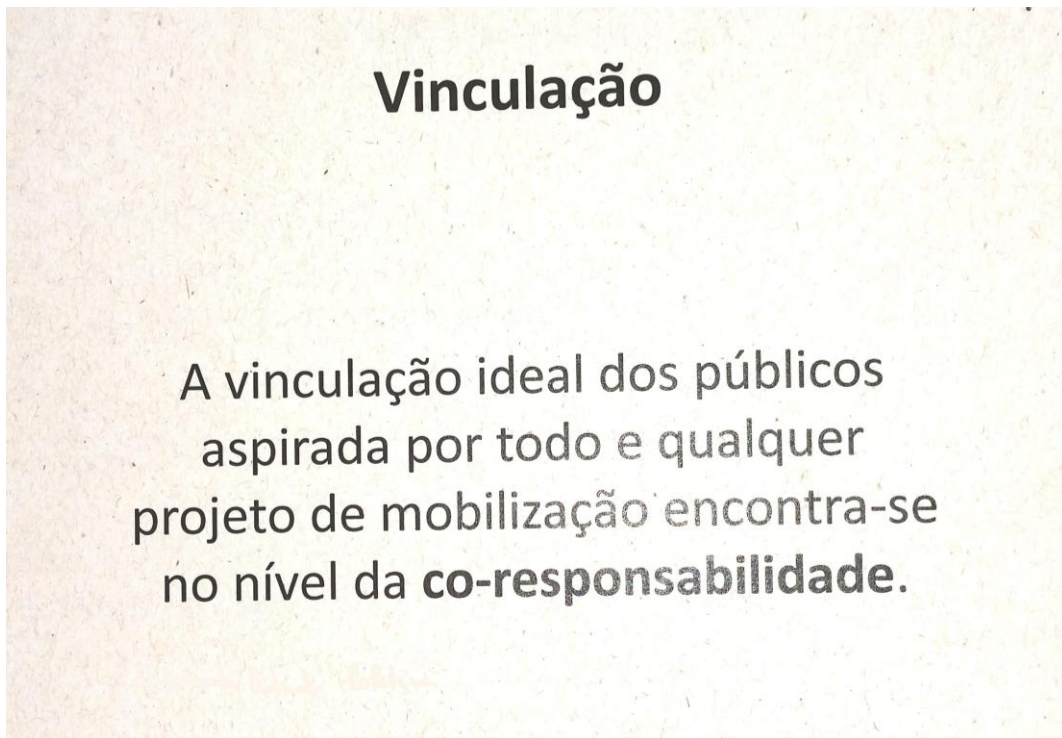 Vinculação
A vinculação ideal dos públicos
aspirada por todo e qualquer
projeto de mobilização encontra-se
no nível da co-responsabilidade.